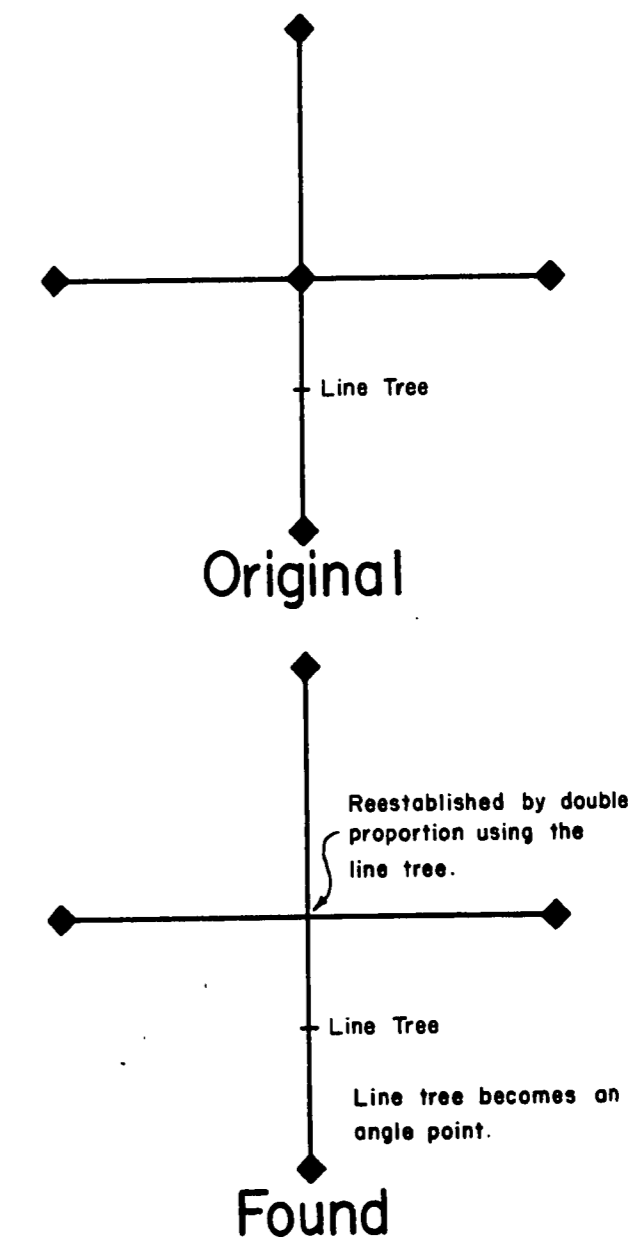 Line Tree
Original
Reestablished by double
proportion using the
line tree.
Line Tree
Line tree becomes an
angle point.
Found